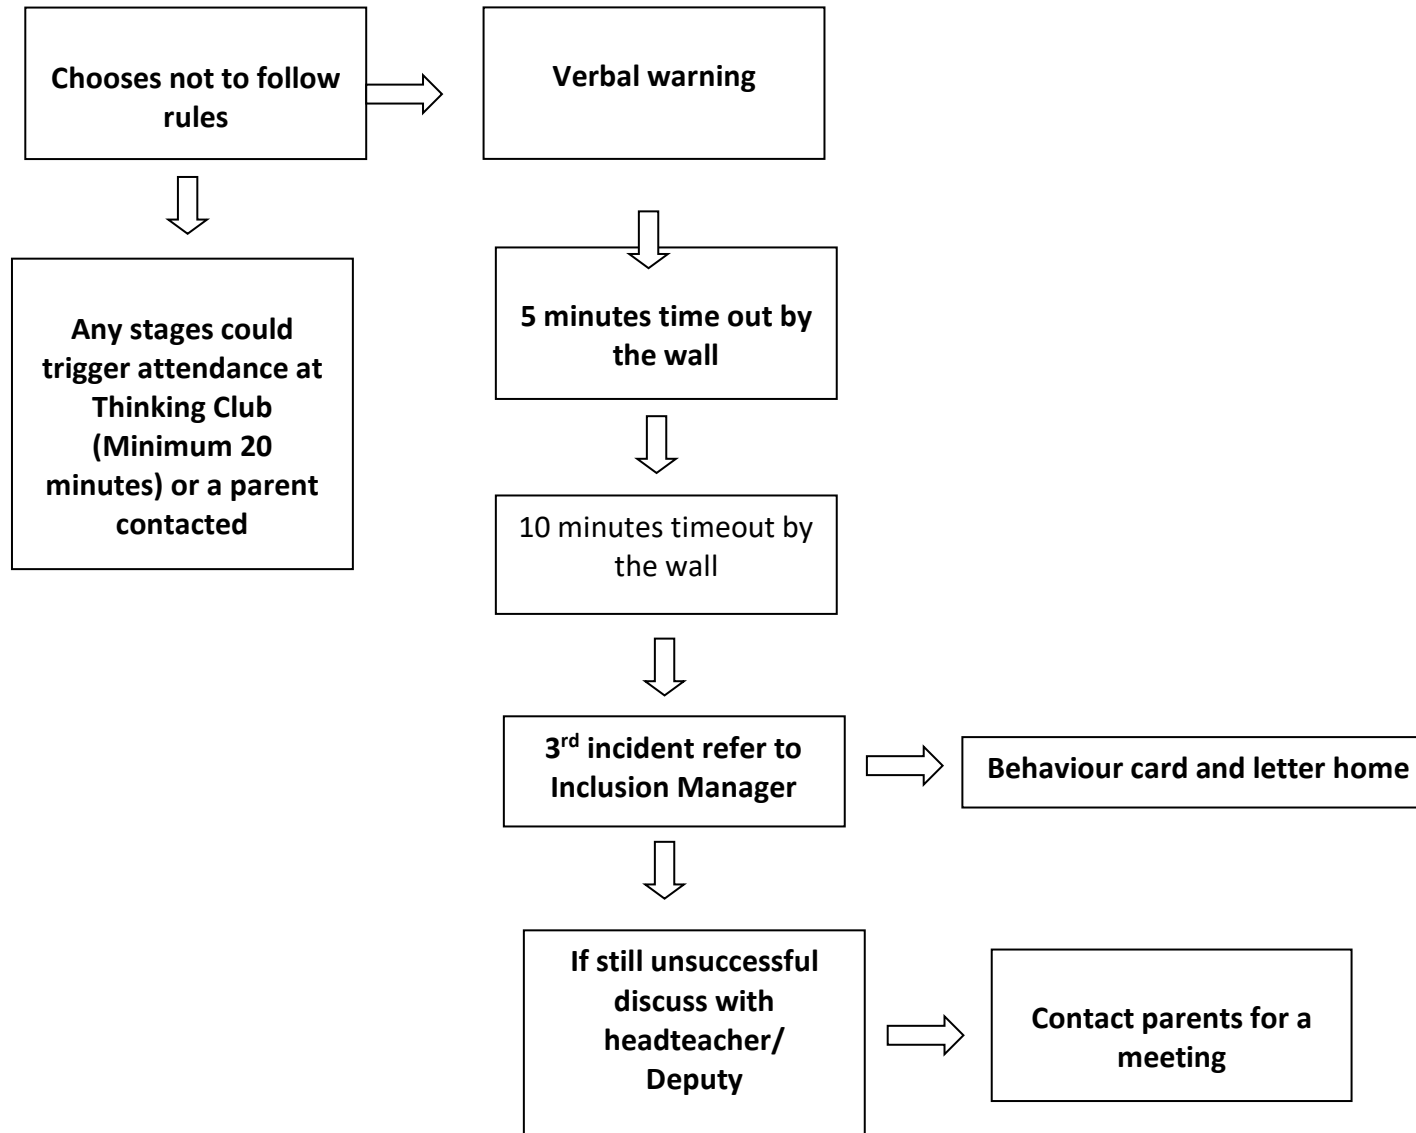 Chooses not to follow
rules
Verbal warning
Any stages could
trigger attendance at
Thinking Club
(Minimum 20
minutes) or a parent
contacted
5 minutes time out by
the wall
10 minutes timeout by
the wall
3rd incident refer to
Inclusion Manager
Behaviour card and letter home
If still unsuccessful
discuss with
headteacher/
Deputy
Contact parents for a
meeting